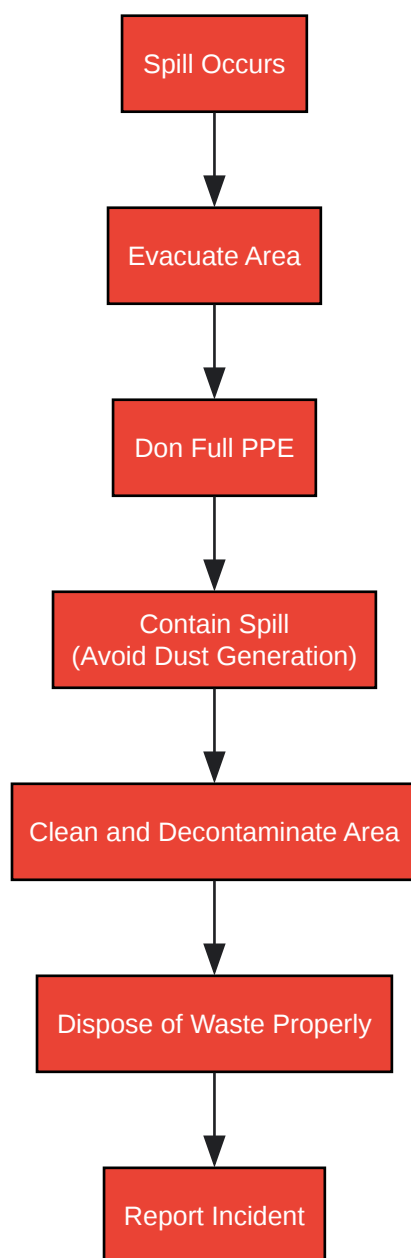 Spill Occurs
Evacuate Area
Don Full PPE
Contain Spill
(Avoid Dust Generation)
Clean and Decontaminate Area
Dispose of Waste Properly
Report Incident